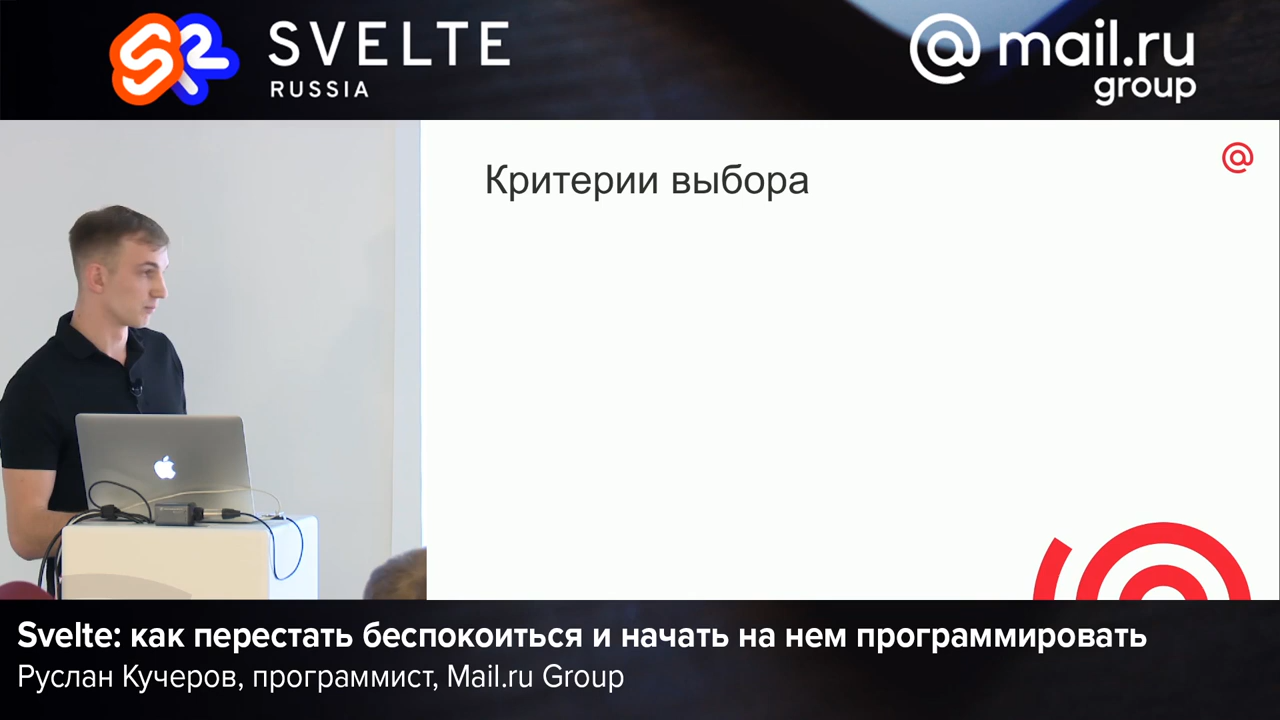 SVELTE
RUSSIA
@mail.ru
group
Критерии выбора
@
Svelte: как перестать беспокоиться и начать на нем программировать
Руслан Кучеров, программист, Mail.ru Group